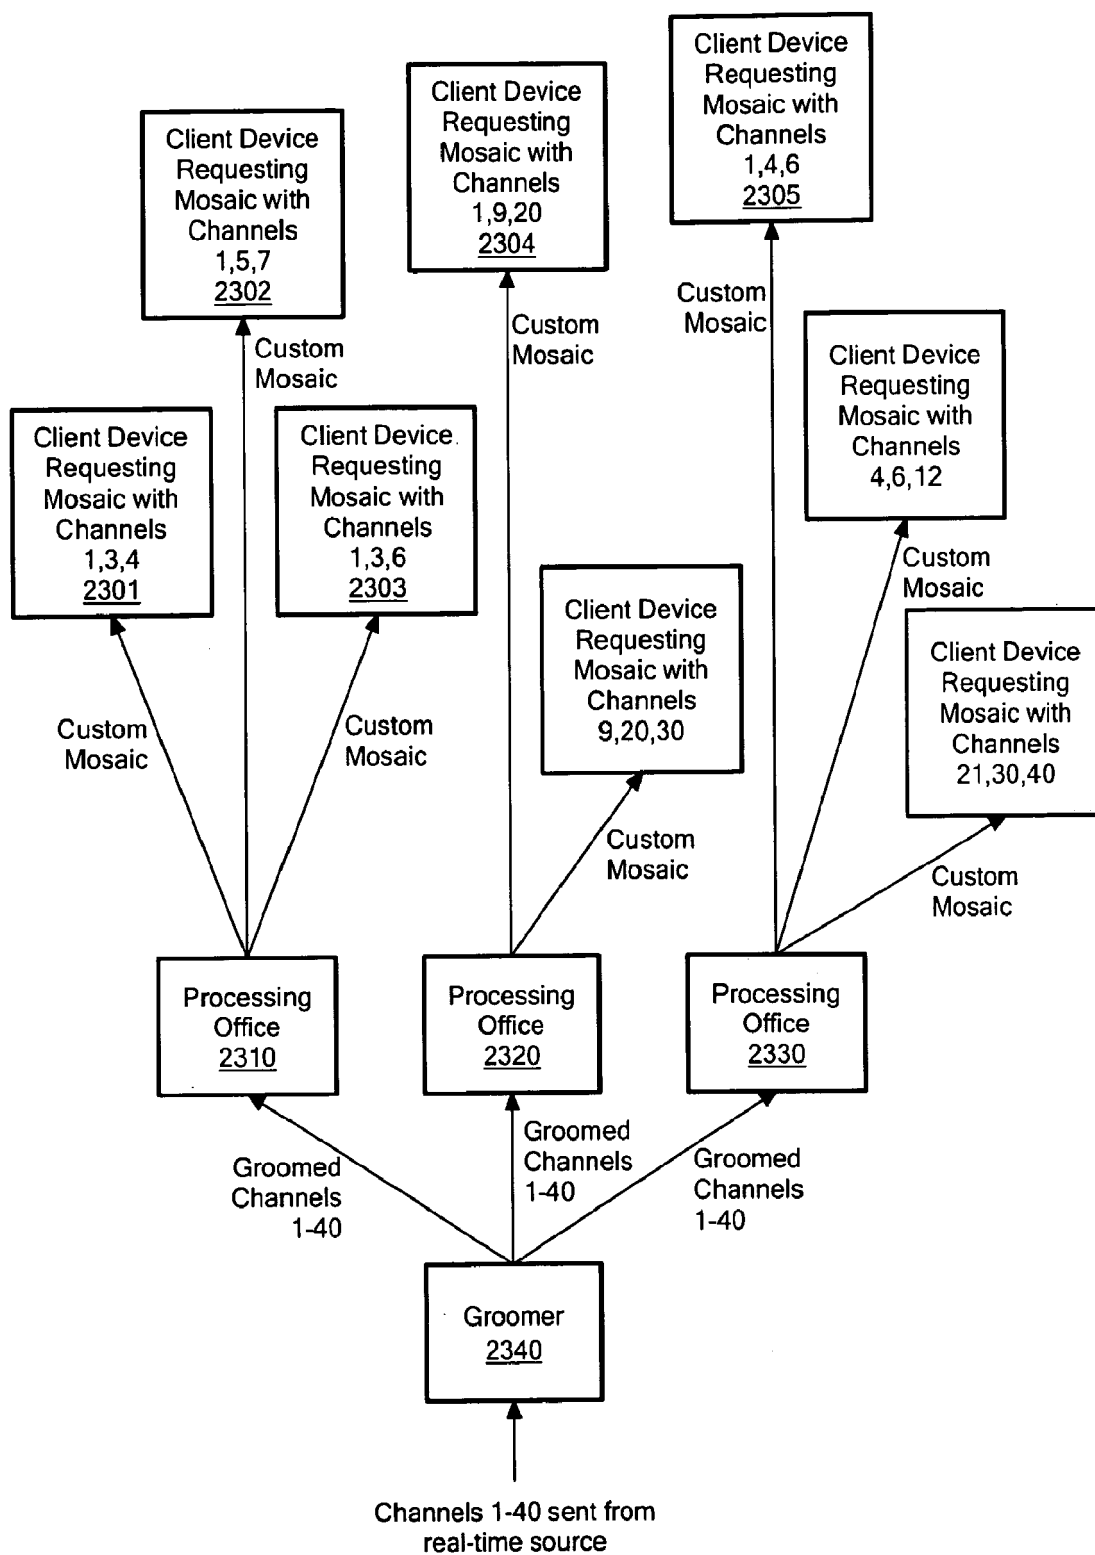 Client Device
Requesting
Mosaic with
Channels
1,4,6
2305
Client Device
Requesting
Mosaic with
Channels
1,9,20
2304
Client Device
Requesting
Mosaic with
Channels
1,5,7
2302
Custom
Mosaic
Custom
Mosaic
Custom
Mosaic
Client Device
Requesting
Mosaic with
Channels
4,6,12
Client Device
Requesting
Mosaic with
Channels
1,3,4
2301
Client Device
Requesting
Mosaic with
Channels
1,3,6
2303
Custom
Mosaic
Client Device
Requesting
Mosaic with
Channels
9,20,30
Client Device
Requesting
Mosaic with
Channels
21,30,40
Custom
Mosaic
Custom
Mosaic
Custom
Mosaic
Custom
Mosaic
Processing
Office
2310
Processing
Office
2320
Processing
Office
2330
Groomed
Channels
1-40
Groomed
Channels
1-40
Groomed
Channels
1-40
Groomer
2340
Channels 1-40 sent from
real-time source